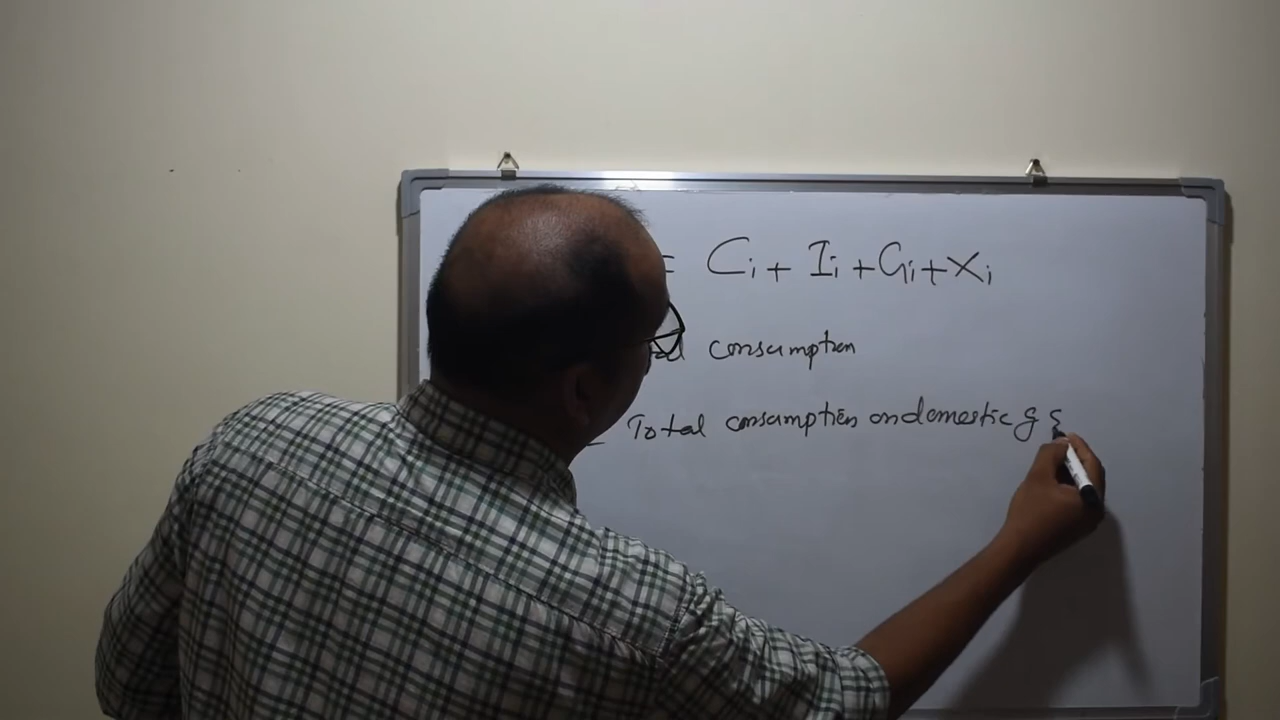 = Ci + Ii + Gi + Xi
consumption
Total consumption on domestic g s